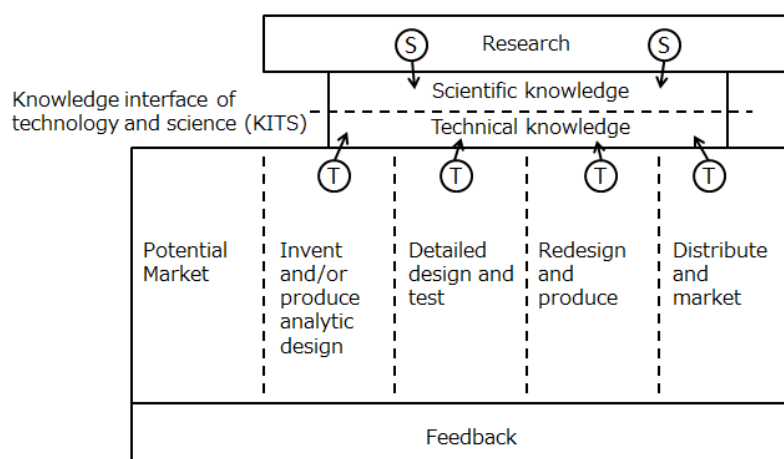 S
Research
S
Scientific knowledge
Knowledge interface of
technology and science (KITS)
Technical knowledge
T
T
T
T
Potential
Market
Invent
and/or
produce
analytic
design
Detailed
design and
test
Redesign
and
produce
Distribute
and
market
Feedback